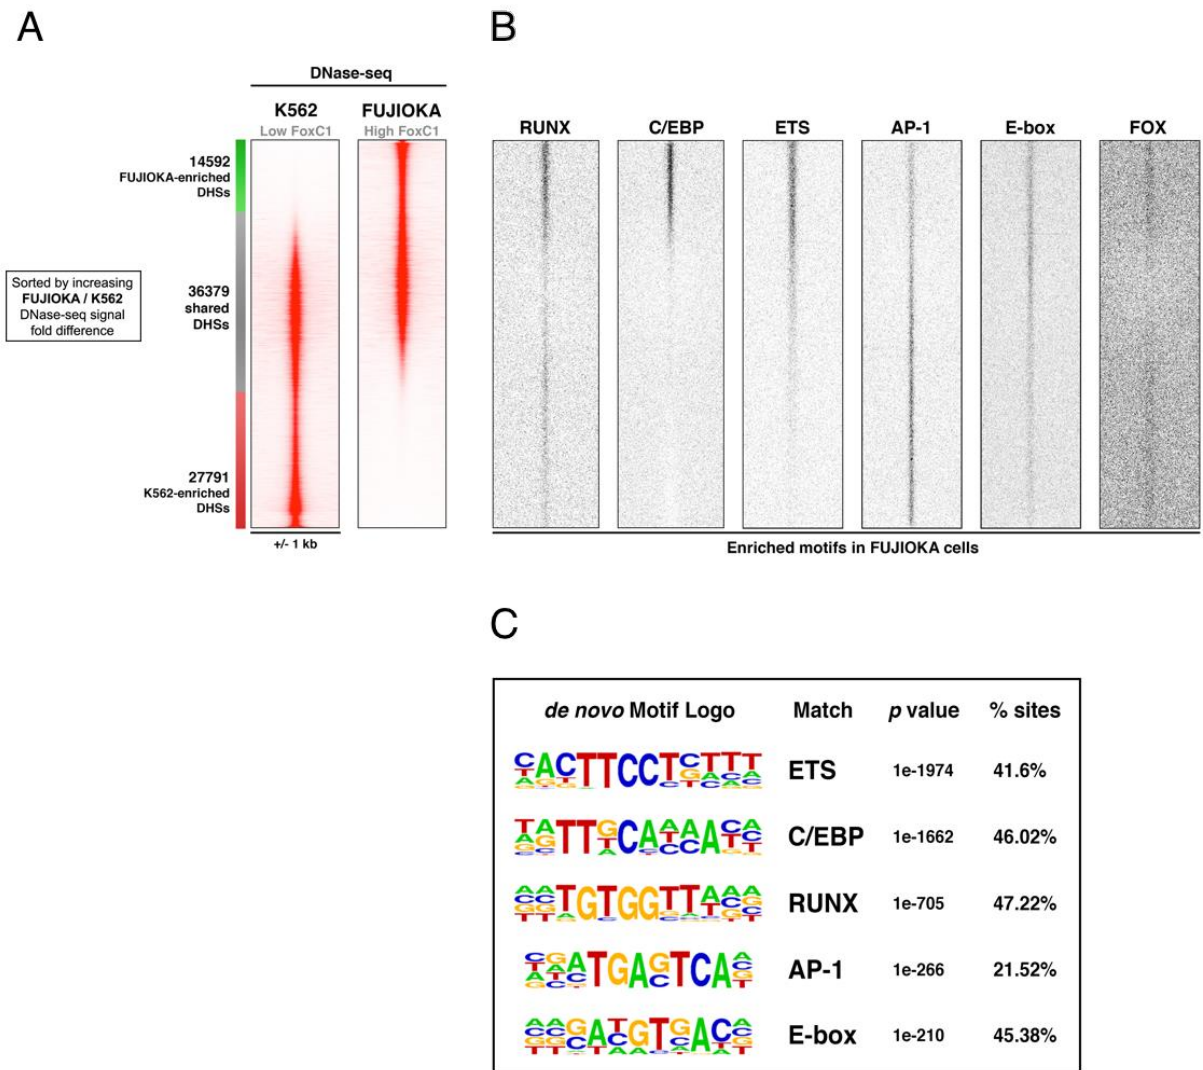 A
DNase-seq
K562
FUJIOKA
Low FoxC1
High FoxC1
14592
FUJIOKA-enriched
DHSs
Sorted by increasing
FUJIOKA / K562
DNase-seq signal
fold difference
36379
shared
DHSs
27791
K562-enriched
DHSs
+/- 1 kb
B
RUNX
C/EBP
ETS
AP-1
E-box
FOX
Enriched motifs in FUJIOKA cells
C
de novo Motif Logo Match p value % sites
ETS 1e-1974 41.6%
C/EBP 1e-1662 46.02%
RUNX 1e-705 47.22%
AP-1 1e-266 21.52%
E-box 1e-210 45.38%